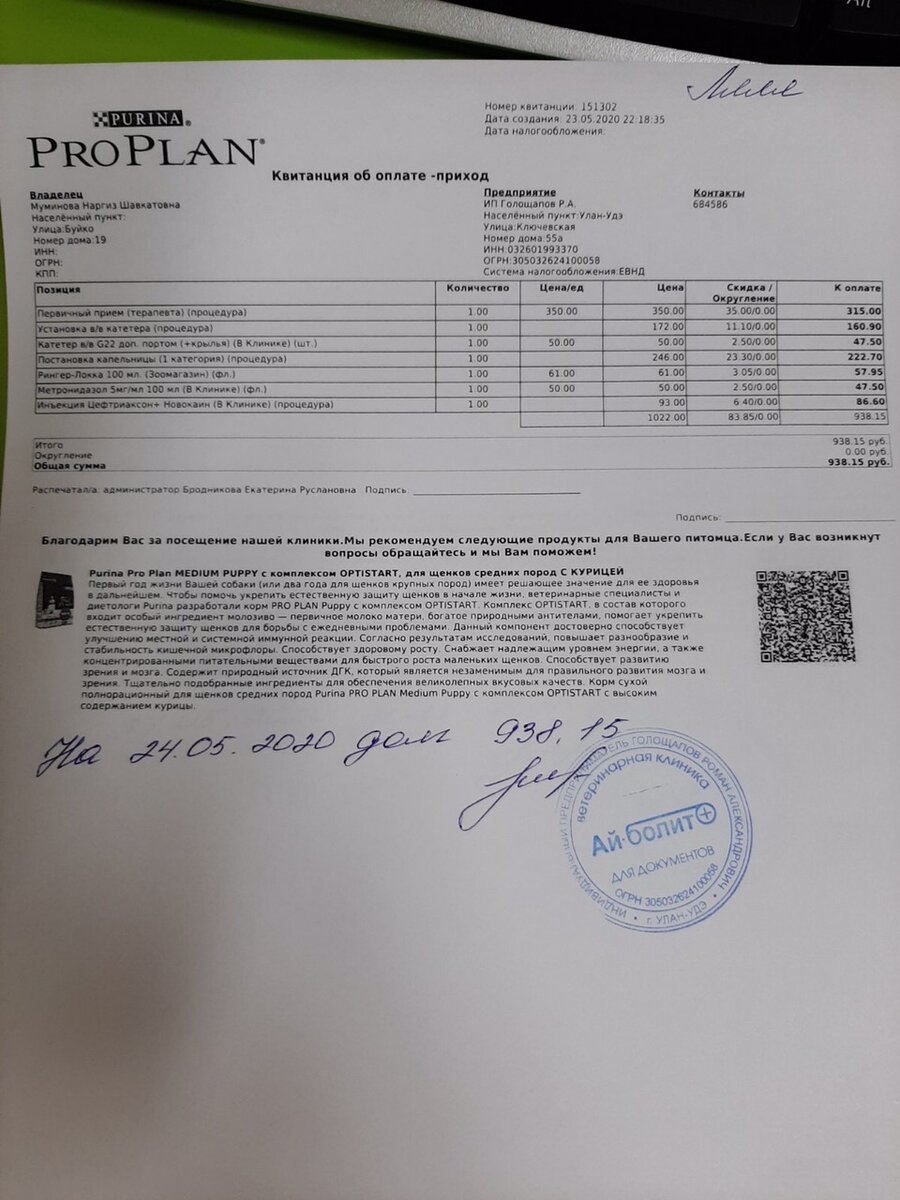 Alt
Лилл
PURINA®
PROPLAN®
Номер квитанции: 151302
Дата создания: 23.05.2020 22:18:35
Дата налогообложения:
Квитанция об оплате -приход
Владелец
Муминова Наргиз Шавкатовна
Населённый пункт:
Улица:Буйко
Номер дома:19
ИНН:
ОГРН:
КПП:
Предприятие
ИП Голощапов Р.А.
Населённый пункт:Улан-Удэ
Улица:Ключевская
Номер дома:55а
ИНН:032601993370
ОГРН:305032624100058
Система налогообложения:ЕВНД
Контакты
684586
Позиция Количество Цена/ед Цена Скидка / Округление К оплате
Первичный прием (терапевта) (процедура) 1.00 350.00 350.00 35.00/0.00 315.00
Установка в/в катетера (процедура) 1.00 172.00 11.10/0.00 160.90
Катетер в/в G22 доп. портом (+крылья) (В Клинике) (шт.) 1.00 50.00 50.00 2.50/0.00 47.50
Постановка капельницы (1 категория) (процедура) 1.00 246.00 23.30/0.00 222.70
Рингер-Локка 100 мл. (Зоомагазин) (фл.) 1.00 61.00 61.00 3.05/0.00 57.95
Метронидазол 5мг/мл 100 мл (В Клинике) (фл.) 1.00 50.00 50.00 2.50/0.00 47.50
Инъекция Цефтриаксон+ Новокаин (В Клинике) (процедура) 1.00 93.00 6.40/0.00 86.60
1022.00 83.85/0.00 938.15
Итого 938.15 руб.
Округление 0.00 руб.
Общая сумма 938.15 руб.
Распечатал/а: администратор Бродникова Екатерина Руслановна Подпись:
Подпись:
Благодарим Вас за посещение нашей клиники.Мы рекомендуем следующие продукты для Вашего питомца.Если у Вас возникнут
вопросы обращайтесь и мы Вам поможем!
Purina Pro Plan MEDIUM PUPPY с комплексом OPTISTART, для щенков средних пород С КУРИЦЕЙ
Первый год жизни Вашей собаки (или два года для щенков крупных пород) имеет решающее значение для ее здоровья
в дальнейшем. Чтобы помочь укрепить естественную защиту щенков в начале жизни, ветеринарные специалисты и
диетологи Purina разработали корм PRO PLAN Puppy с комплексом OPTISTART. Комплекс OPTISTART, в состав которого
входит особый ингредиент молозиво — первичное молоко матери, богатое природными антителами, помогает укрепить
естественную защиту щенков для борьбы с ежедневными проблемами. Данный компонент достоверно способствует
улучшению местной и системной иммунной реакции. Согласно результатам исследований, повышает разнообразие и
стабильность кишечной микрофлоры. Способствует здоровому росту. Снабжает надлежащим уровнем энергии, а также
концентрированными питательными веществами для быстрого роста маленьких щенков. Способствует развитию
зрения и мозга. Содержит природный источник ДГК, который является незаменимым для правильного развития мозга и
зрения. Тщательно подобранные ингредиенты для обеспечения великолепных вкусовых качеств. Корм сухой
полнорационный для щенков средних пород Purina PRO PLAN Medium Puppy с комплексом OPTISTART с высоким
содержанием курицы.
На 24.05.2020 долг 938,15
ИНДИВИДУАЛЬНЫЙ ПРЕДПРИНИМАТЕЛЬ ГОЛОЩАПОВ РОМАН АЛЕКСАНДРОВИЧ
ветеринарная клиника
Ай·болит+
ДЛЯ ДОКУМЕНТОВ
ОГРН 305032624100058
• г. УЛАН-УДЭ •